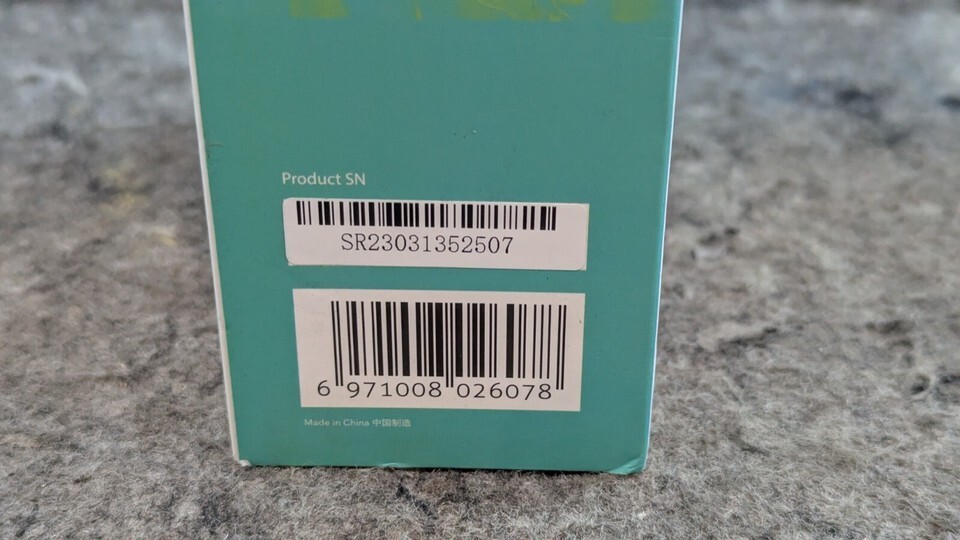 Product SN
SR23031352507
6 971008 026078
Made in China 中国制造